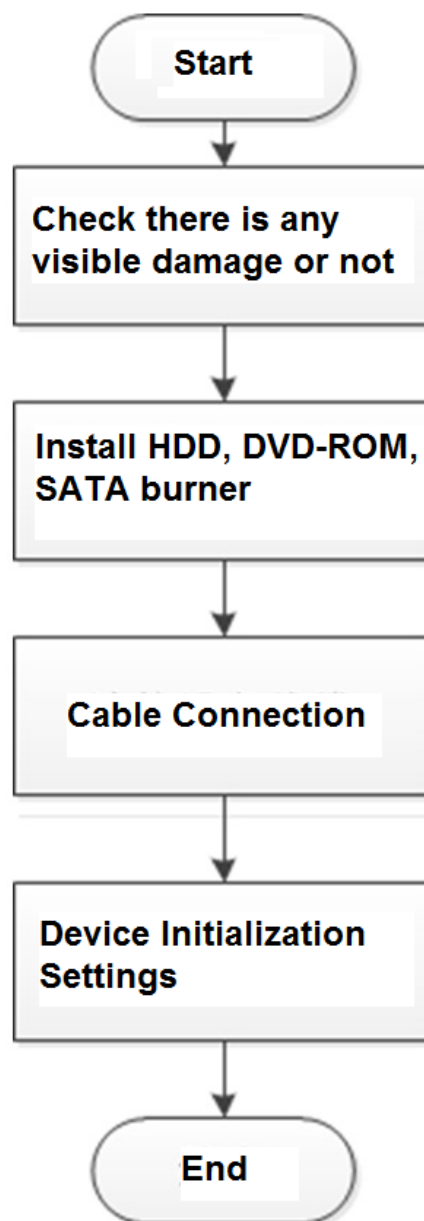 Start
Check there is any
visible damage or not
Install HDD, DVD-ROM,
SATA burner
Cable Connection
Device Initialization
Settings
End